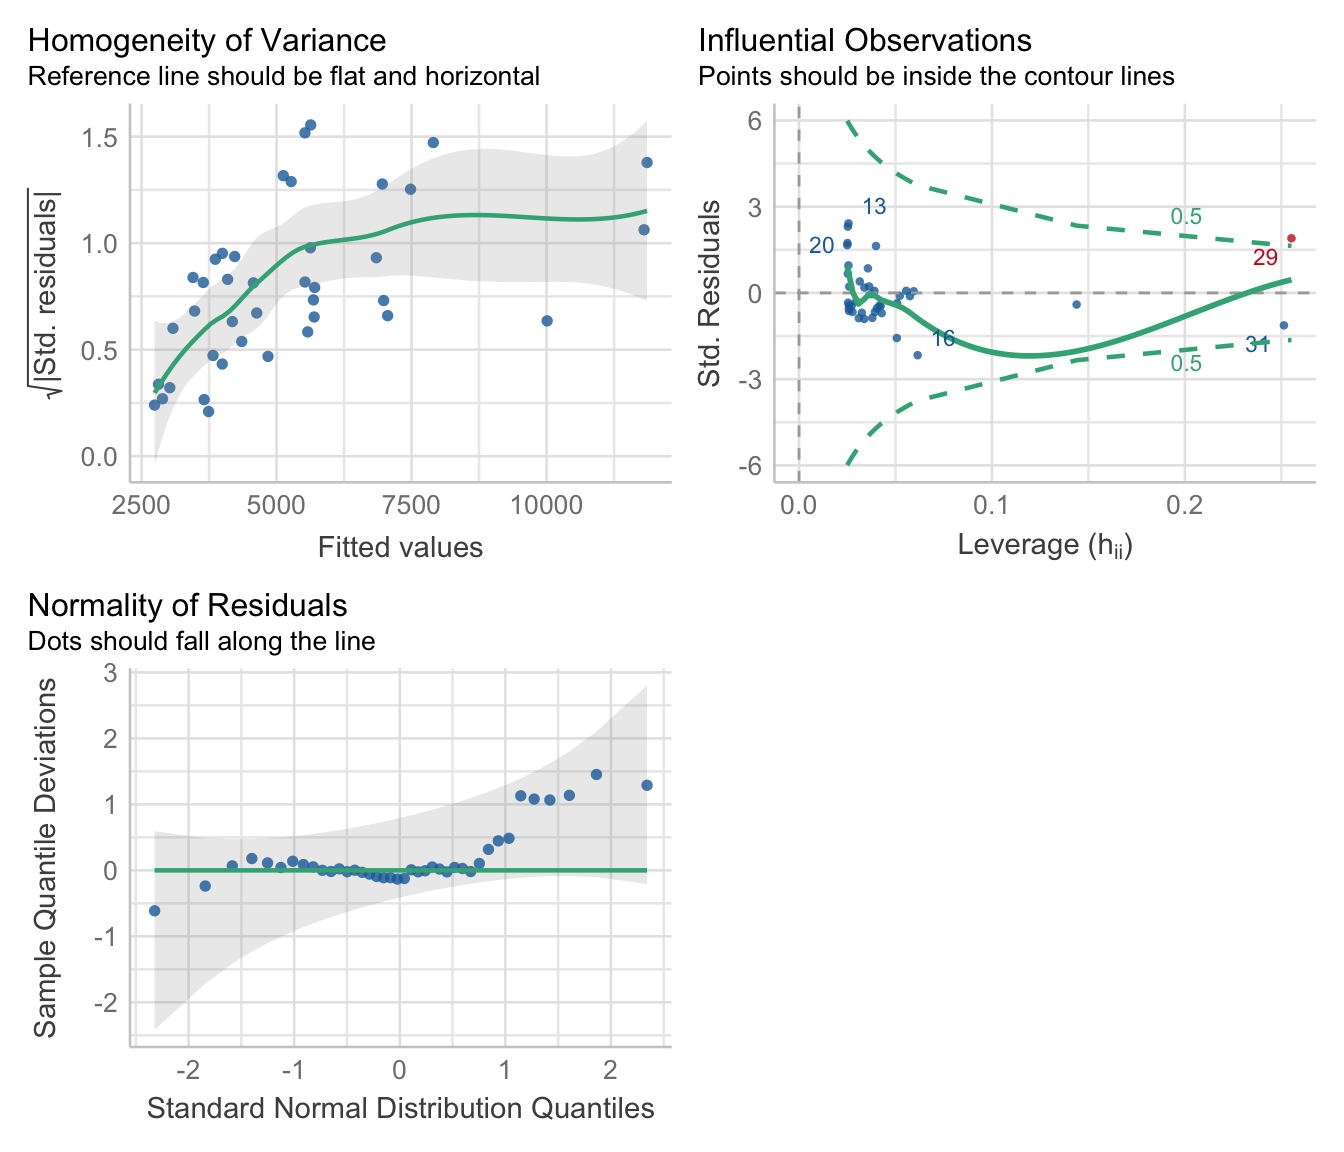 Homogeneity of Variance
Reference line should be flat and horizontal
1.5
1.0
0.5
0.0
√|Std. residuals|
2500 5000 7500 10000
Fitted values
Influential Observations
Points should be inside the contour lines
6
3
0
-3
-6
Std. Residuals
13
20
0.5
29
16
31
0.5
0.0 0.1 0.2
Leverage (hᵢᵢ)
Normality of Residuals
Dots should fall along the line
3
2
1
0
-1
-2
Sample Quantile Deviations
-2 -1 0 1 2
Standard Normal Distribution Quantiles